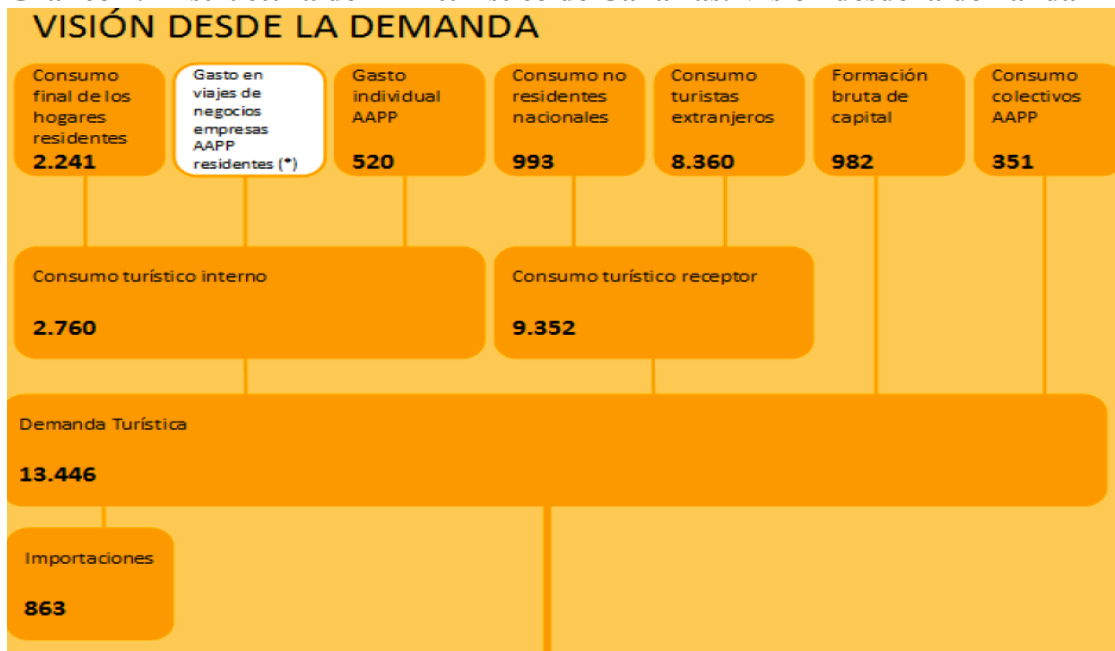 VISIÓN DESDE LA DEMANDA
Consumo
final de los
hogares
residentes
2.241
Gasto en
viajes de
negocios
empresas
AAPP
residentes (*)
Gasto
individual
AAPP
520
Consumo no
residentes
nacionales
993
Consumo
turistas
extranjeros
8.360
Formación
bruta de
capital
982
Consumo
colectivos
AAPP
351
Consumo turístico interno
2.760
Consumo turístico receptor
9.352
Demanda Turística
13.446
Importaciones
863